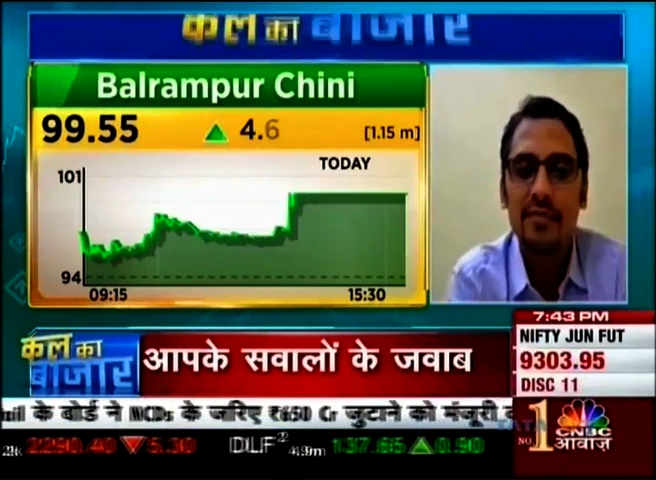 कल का बाजार
Balrampur Chini
99.55 ▲ 4.6 [1.15 m]
TODAY
101
94
09:15 15:30
कल का
बाजार
आपके सवालों के जवाब
7:43 PM
NIFTY JUN FUT
9303.95
DISC 11
के बोर्ड ने NCDs के जरिए ₹650 Cr जुटाने को मंजूरी
2290.40 ▼ 5.30 DLF 137.65 ▲ 0.90
NO. 1 CNBC
आवाज़